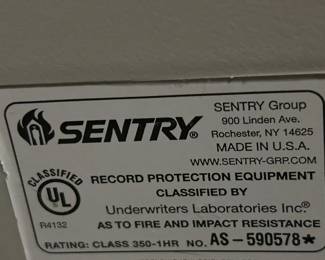 SENTRY®
SENTRY Group
900 Linden Ave.
Rochester, NY 14625
MADE IN U.S.A.
WWW.SENTRY-GRP.COM
CLASSIFIED
UL
®
R4132
RECORD PROTECTION EQUIPMENT
CLASSIFIED BY
Underwriters Laboratories Inc.®
AS TO FIRE AND IMPACT RESISTANCE
RATING: CLASS 350-1HR NO. AS-590578*